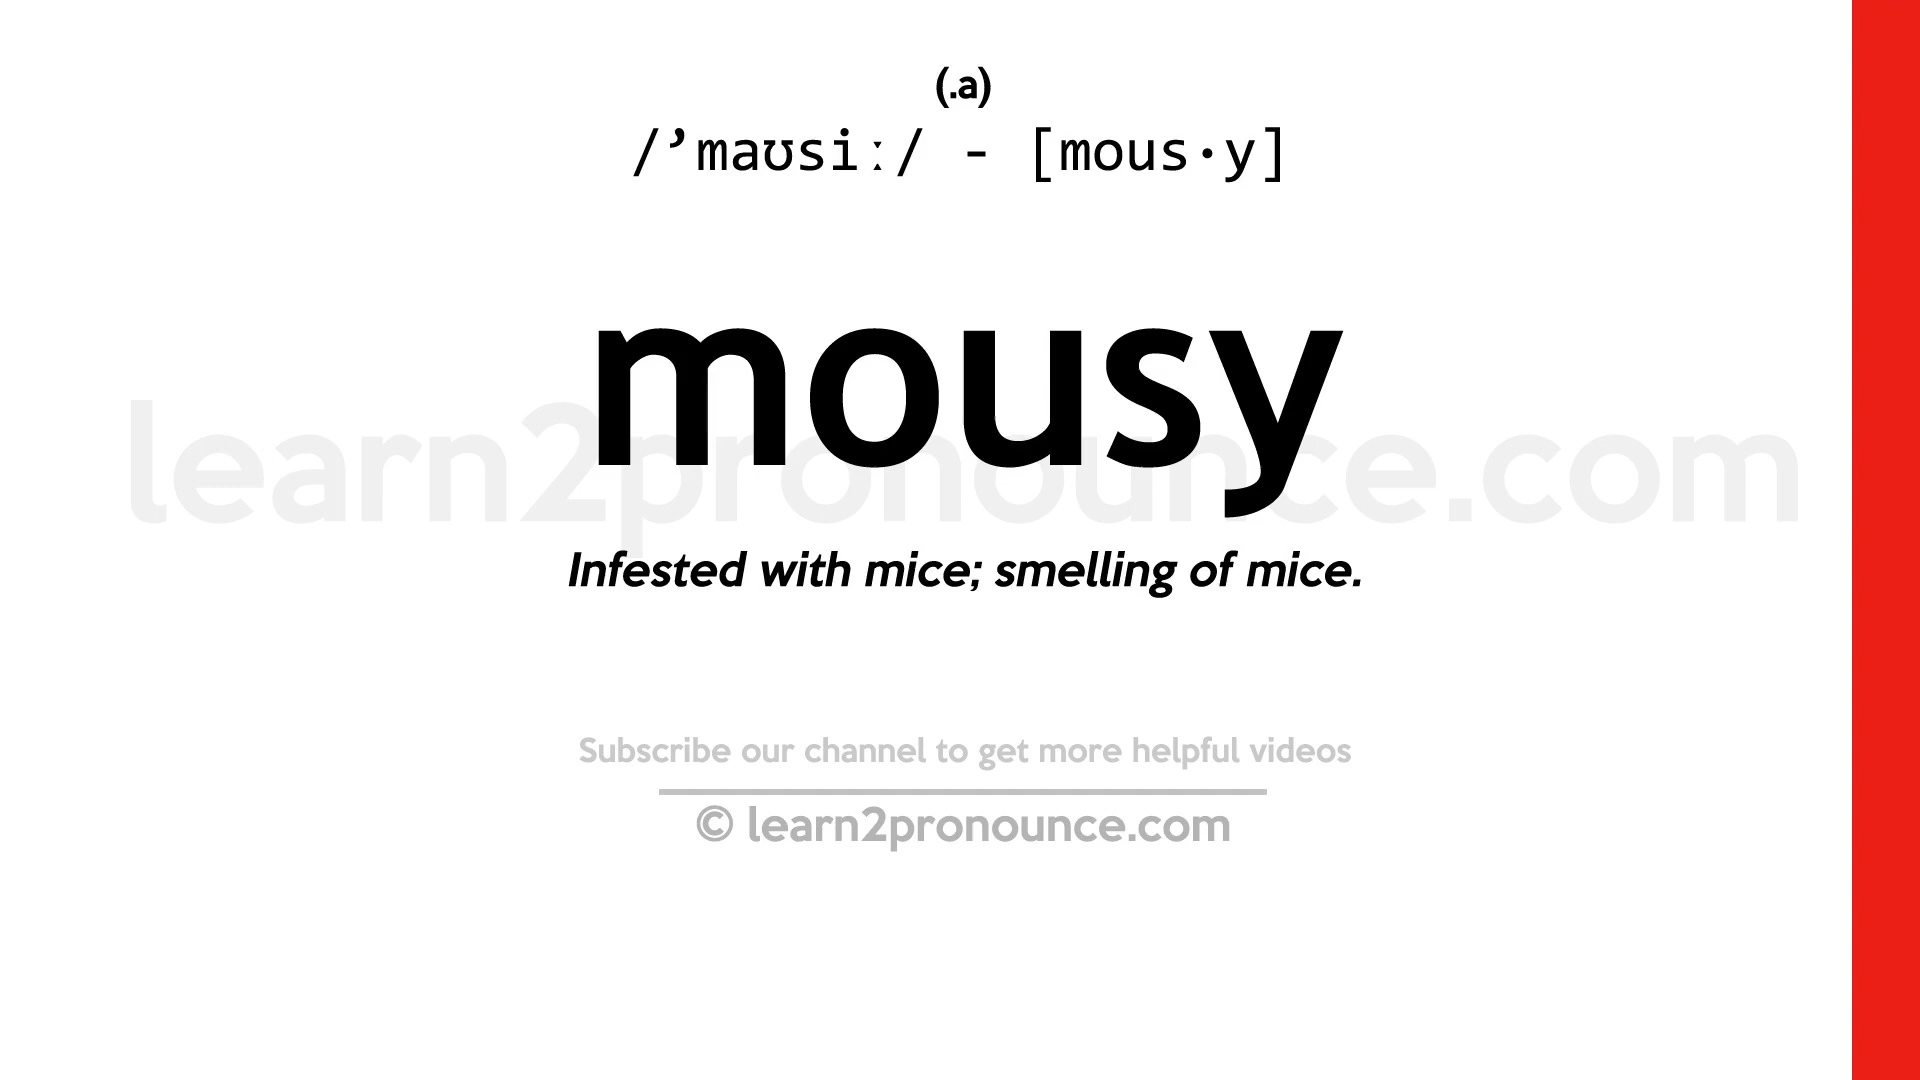 (.a)
/’maʊsiː/ - [mous·y]
mousy
learn2pronounce.com
Infested with mice; smelling of mice.
Subscribe our channel to get more helpful videos
© learn2pronounce.com